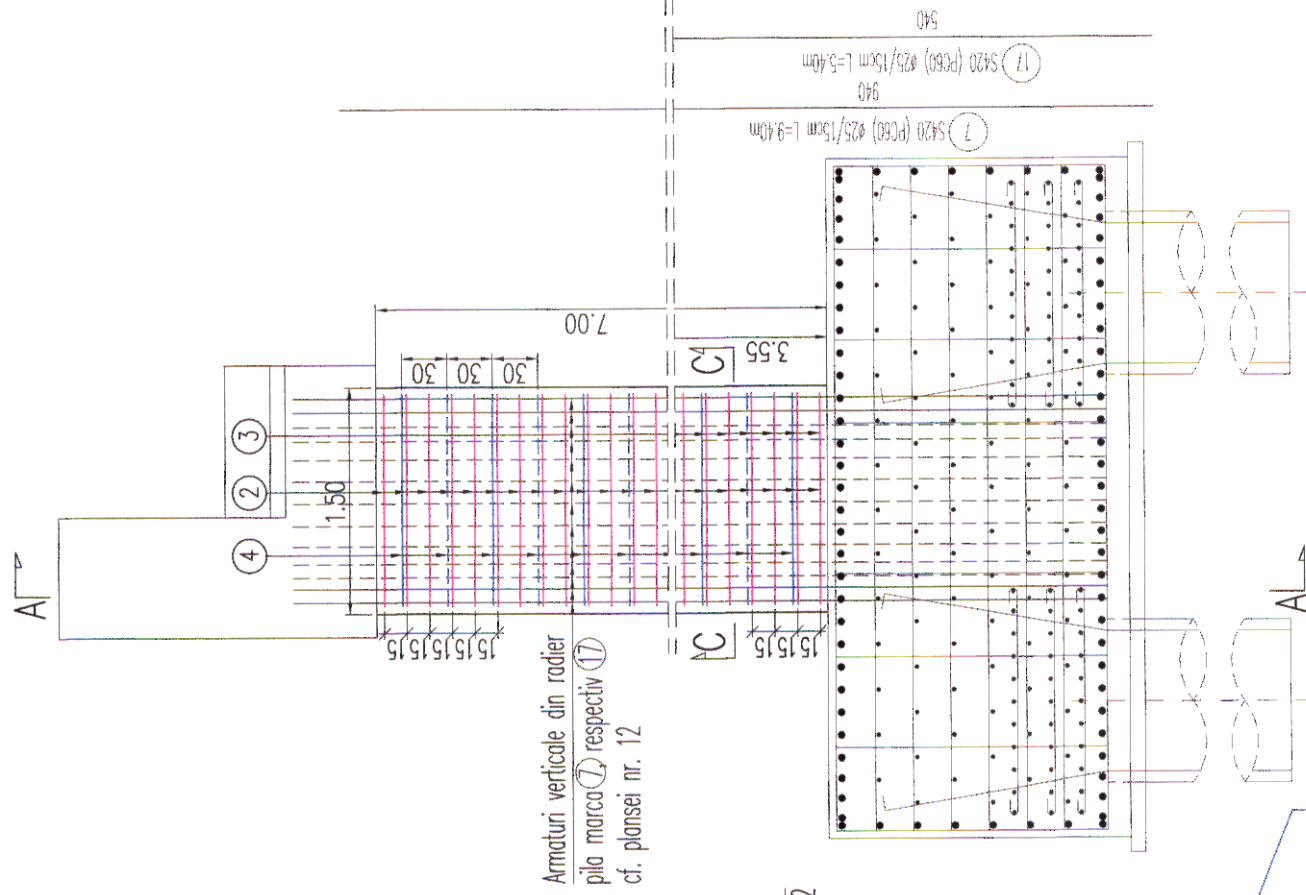 A
540
17 S420 (PC60) ø25/15cm L=5.40m
940
7 S420 (PC60) ø25/15cm L=9.40m
3
2
4
1.50
30
30
30
7.00
3.55
C
C
15
15
15
15
15
15
15
15
Armaturi verticale din radier
pila marca 7, respectiv 17
cf. plansei nr. 12
2
A